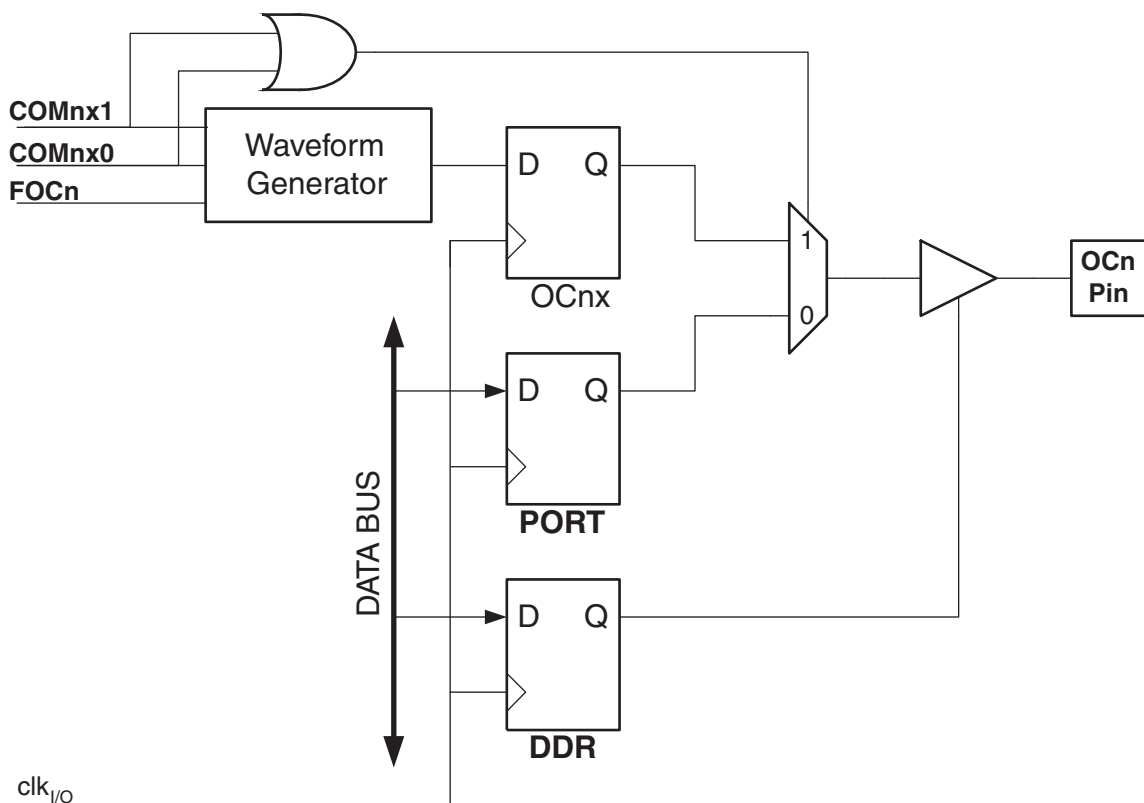 COMnx1
COMnx0
FOCn
Waveform
Generator
D Q
OCnx
1
0
OCn
Pin
D Q
PORT
DATA BUS
D Q
DDR
clkI/O